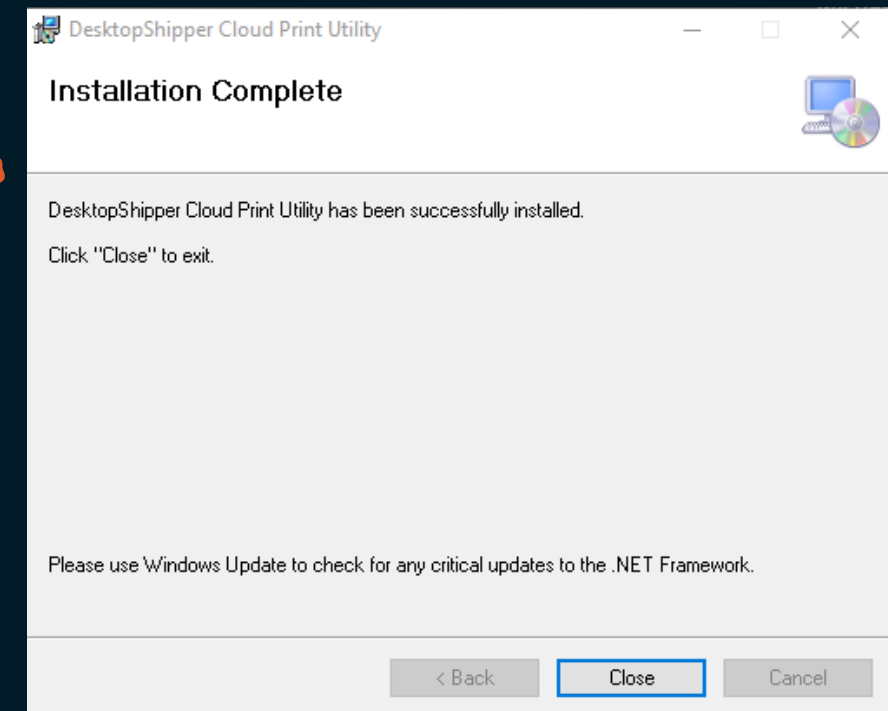 DesktopShipper Cloud Print Utility
Installation Complete
DesktopShipper Cloud Print Utility has been successfully installed.
Click "Close" to exit.
Please use Windows Update to check for any critical updates to the .NET Framework.
< Back Close Cancel